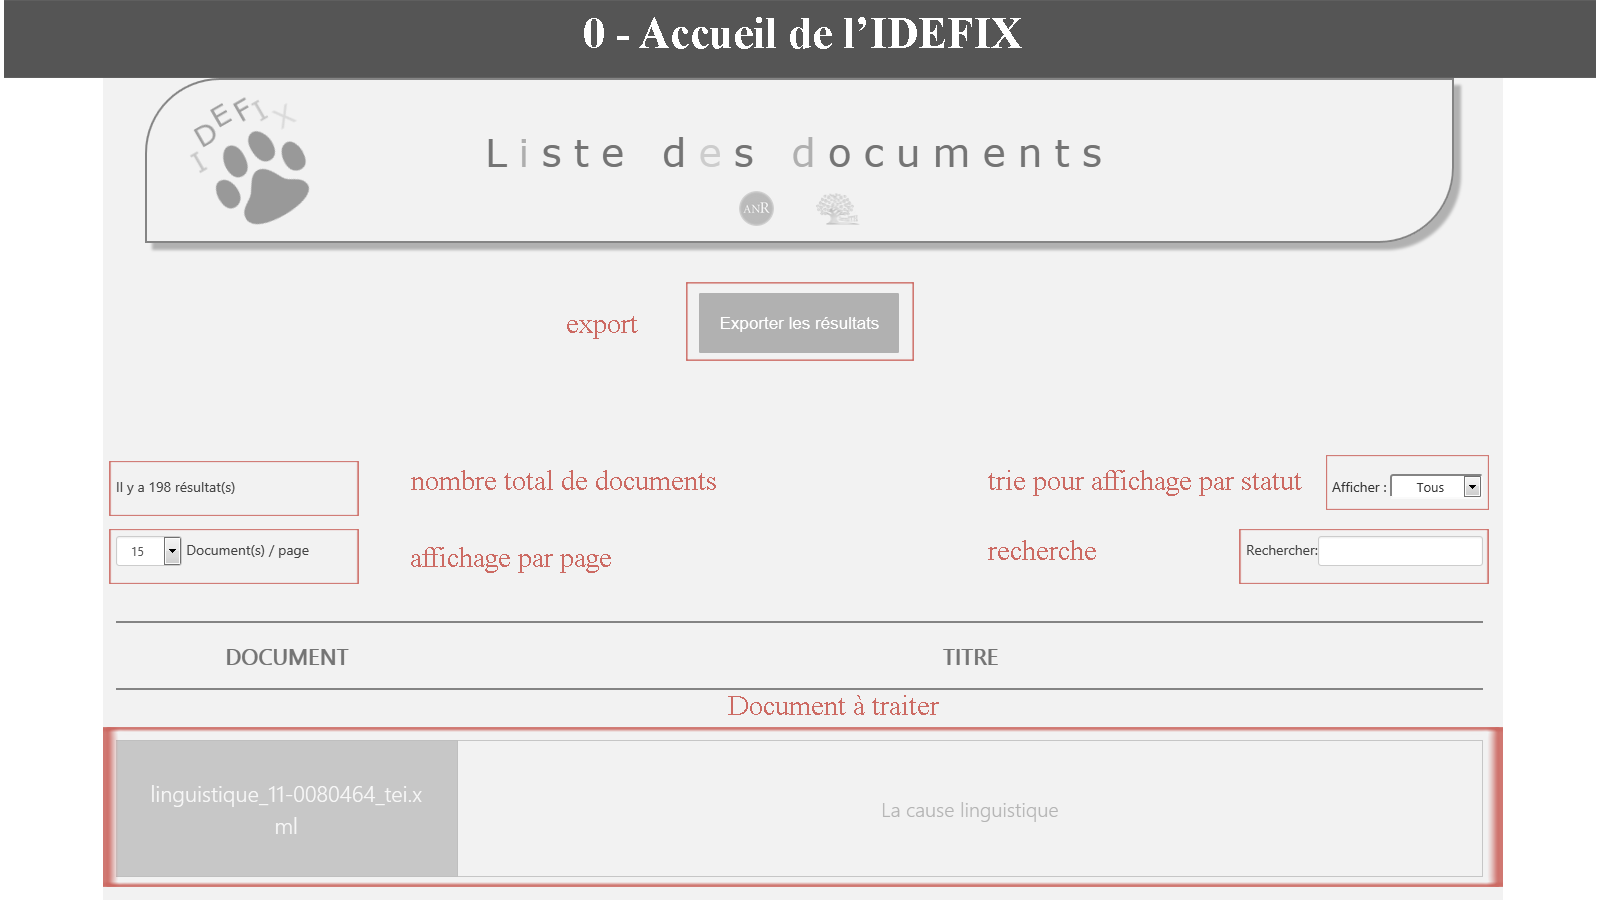 0 - Accueil de l’IDEFIX
IDEFIX
Liste des documents
ANR
export
Exporter les résultats
Il y a 198 résultat(s)
nombre total de documents
trie pour affichage par statut
Afficher : Tous
15 Document(s) / page
affichage par page
recherche
Rechercher:
DOCUMENT
TITRE
Document à traiter
linguistique_11-0080464_tei.x
ml
La cause linguistique